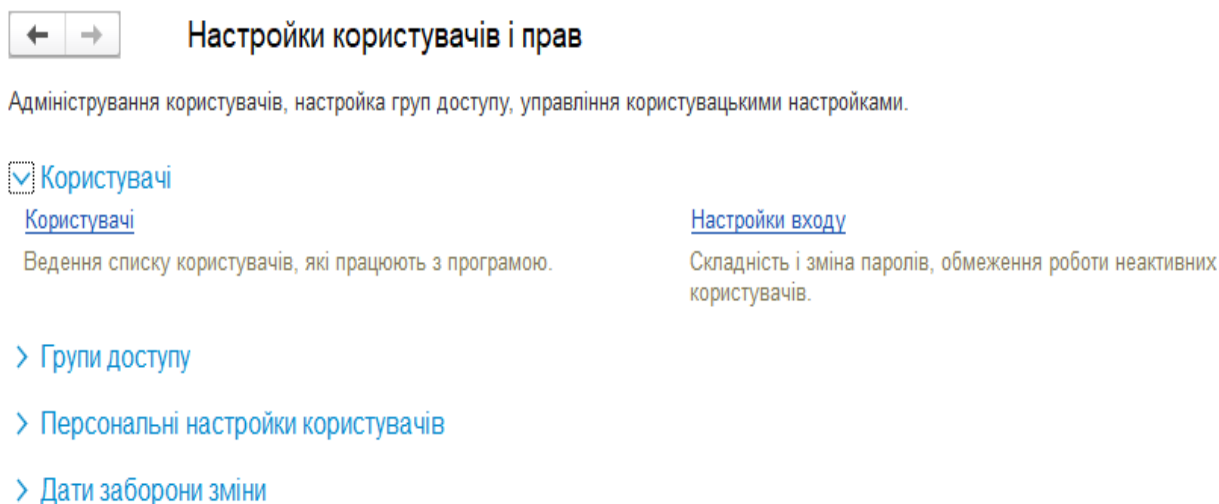 Настройки користувачів і прав
Адміністрування користувачів, настройка груп доступу, управління користувацькими настройками.
Користувачі
Користувачі
Настройки входу
Ведення списку користувачів, які працюють з програмою.
Складність і зміна паролів, обмеження роботи неактивних
користувачів.
Групи доступу
Персональні настройки користувачів
Дати заборони зміни